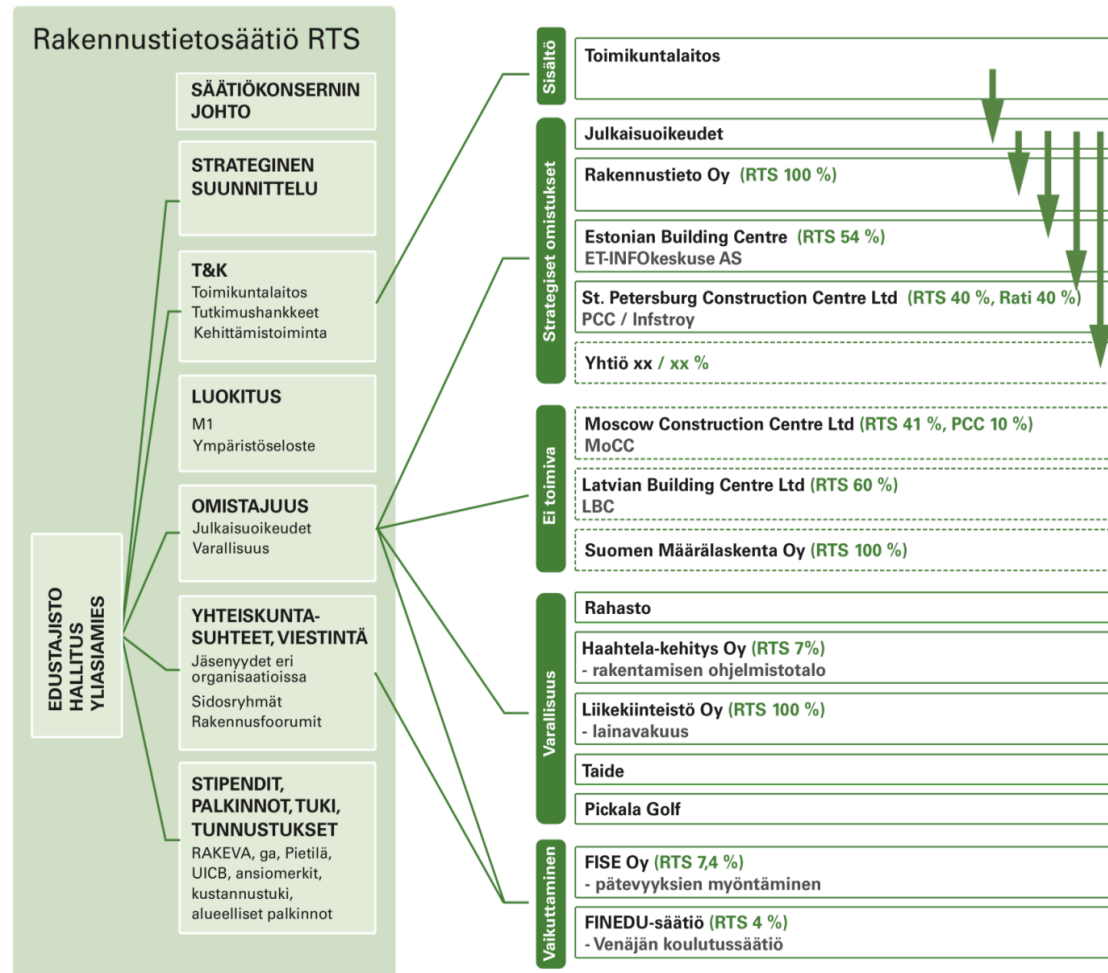 Rakennustietosäätiö RTS
SÄÄTIÖKONSERNIN
JOHTO
STRATEGINEN
SUUNNITTELU
T&K
Toimikuntalaitos
Tutkimushankkeet
Kehittämistoiminta
LUOKITUS
M1
Ympäristöseloste
OMISTAJUUS
Julkaisuoikeudet
Varallisuus
YHTEISKUNTA-
SUHTEET, VIESTINTÄ
Jäsenyydet eri
organisaatioissa
Sidosryhmät
Rakennusfoorumit
STIPENDIT,
PALKINNOT, TUKI,
TUNNUSTUKSET
RAKEVA, ga, Pietilä,
UICB, ansiomerkit,
kustannustuki,
alueelliset palkinnot
EDUSTAJISTO
HALLITUS
YLIASIAMIES
Sisältö
Toimikuntalaitos
Strategiset omistukset
Julkaisuoikeudet
Rakennustieto Oy (RTS 100 %)
Estonian Building Centre (RTS 54 %)
ET-INFOkeskuse AS
St. Petersburg Construction Centre Ltd (RTS 40 %, Rati 40 %)
PCC / Infstroy
Yhtiö xx / xx %
Ei toimiva
Moscow Construction Centre Ltd (RTS 41 %, PCC 10 %)
MoCC
Latvian Building Centre Ltd (RTS 60 %)
LBC
Suomen Määrälaskenta Oy (RTS 100 %)
Varallisuus
Rahasto
Haahtela-kehitys Oy (RTS 7%)
- rakentamisen ohjelmistotalo
Liikekiinteistö Oy (RTS 100 %)
- lainavakuus
Taide
Pickala Golf
Vaikuttaminen
FISE Oy (RTS 7,4 %)
- pätevyyksien myöntäminen
FINEDU-säätiö (RTS 4 %)
- Venäjän koulutussäätiö